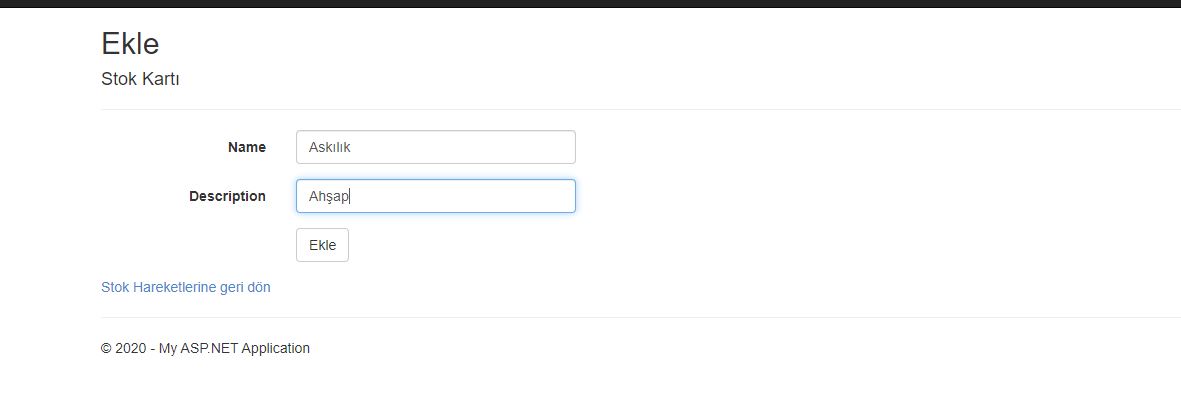 Ekle
Stok Kartı
Name Askılık
Description Ahşap
Ekle
Stok Hareketlerine geri dön
© 2020 - My ASP.NET Application